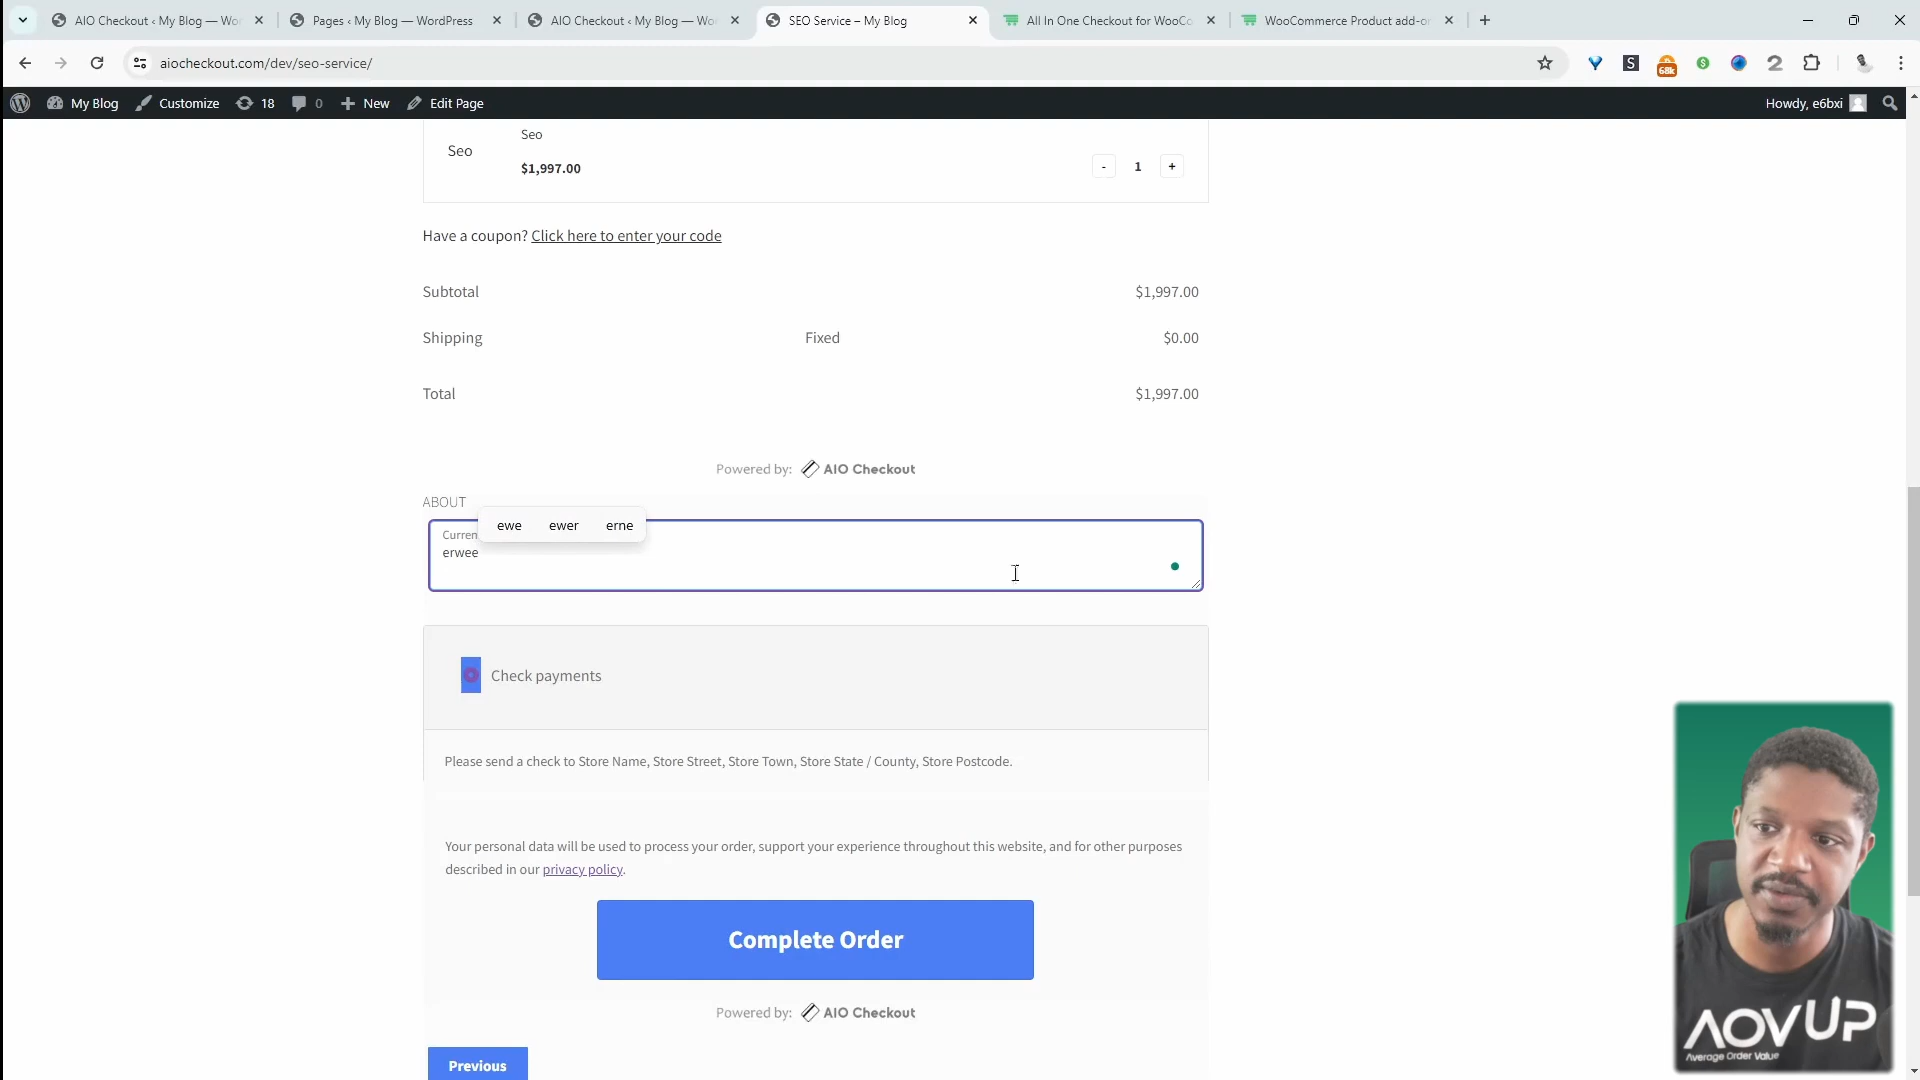 AIO Checkout ‹ My Blog — Wo
Pages ‹ My Blog — WordPress
AIO Checkout ‹ My Blog — Wo
SEO Service – My Blog
All In One Checkout for WooCo
WooCommerce Product add-o
aiocheckout.com/dev/seo-service/
S
68k
My Blog
Customize
18
0
New
Edit Page
Howdy, e6bxi
Seo
Seo
$1,997.00
-
1
+
Have a coupon? Click here to enter your code
Subtotal
$1,997.00
Shipping
Fixed
$0.00
Total
$1,997.00
Powered by: AIO Checkout
ABOUT
ewe
ewer
erne
Curren
erwee
Check payments
Please send a check to Store Name, Store Street, Store Town, Store State / County, Store Postcode.
Your personal data will be used to process your order, support your experience throughout this website, and for other purposes
described in our privacy policy.
Complete Order
Powered by: AIO Checkout
Previous
AOVUP
Average Order Value